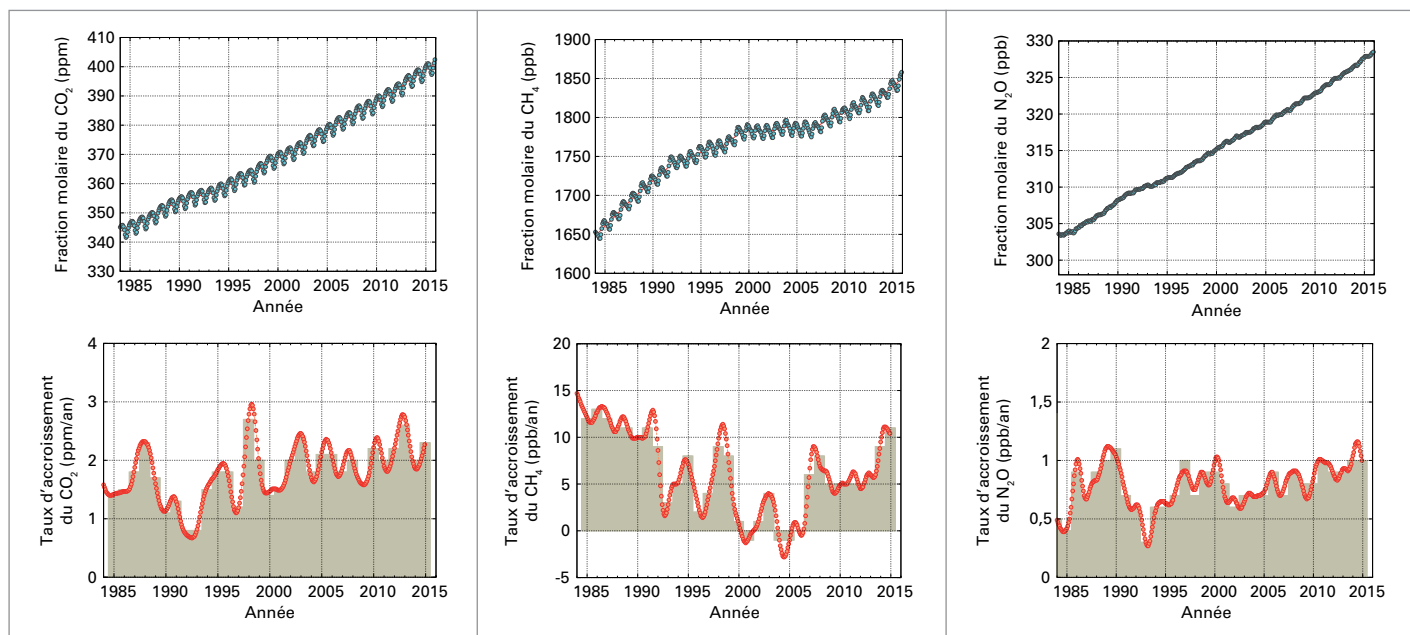 Fraction molaire du CO2 (ppm)
410
400
390
380
370
360
350
340
330
1985 1990 1995 2000 2005 2010 2015
Année
Fraction molaire du CH4 (ppb)
1900
1850
1800
1750
1700
1650
1600
1985 1990 1995 2000 2005 2010 2015
Année
Fraction molaire du N2O (ppb)
330
325
320
315
310
305
300
1985 1990 1995 2000 2005 2010 2015
Année
Taux d'accroissement
du CO2 (ppm/an)
4
3
2
1
0
1985 1990 1995 2000 2005 2010 2015
Année
Taux d'accroissement
du CH4 (ppb/an)
20
15
10
5
0
-5
1985 1990 1995 2000 2005 2010 2015
Année
Taux d'accroissement
du N2O (ppb/an)
2
1,5
1
0,5
0
1985 1990 1995 2000 2005 2010 2015
Année